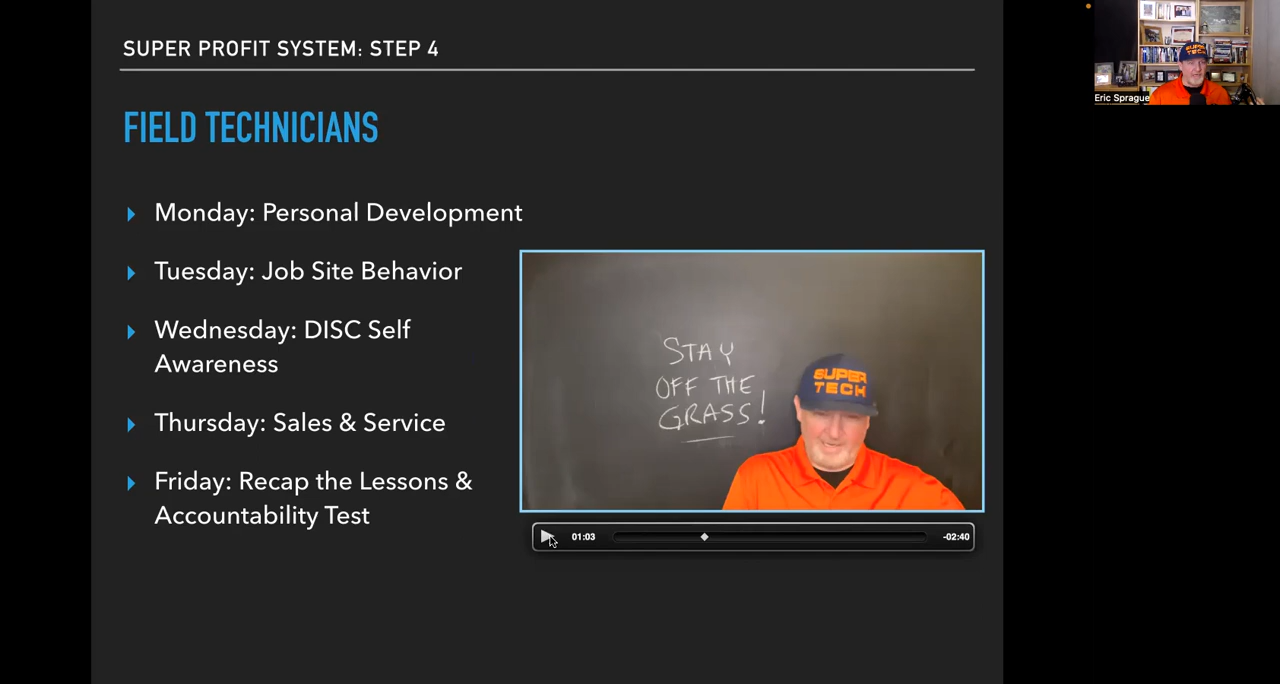 SUPER PROFIT SYSTEM: STEP 4
FIELD TECHNICIANS
Monday: Personal Development
Tuesday: Job Site Behavior
Wednesday: DISC Self
Awareness
Thursday: Sales & Service
Friday: Recap the Lessons &
Accountability Test
STAY
OFF THE
GRASS!
SUPER
TECH
01:03
-02:40
SUPER
TECH
Eric Sprague